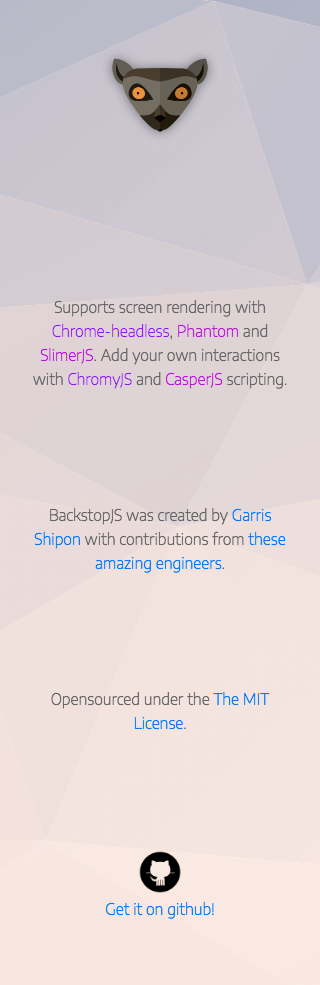 Supports screen rendering with
Chrome-headless, Phantom and
SlimerJS. Add your own interactions
with ChromyJS and CasperJS scripting.
BackstopJS was created by Garris
Shipon with contributions from these
amazing engineers.
Opensourced under the The MIT
License.
Get it on github!